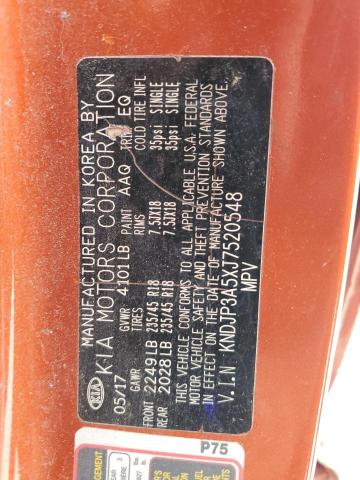 MANUFACTURED IN KOREA BY
KIA KIA MOTORS CORPORATION
05/17 GVWR 4101LB PAINT AAQ TRIM EQ
TIRES RIMS COLD TIRE INFL
FRONT 2249LB 235/45 R18 7.5JX18 35psi SINGLE
REAR 2028LB 235/45 R18 7.5JX18 35psi SINGLE
THIS VEHICLE CONFORMS TO ALL APPLICABLE U.S.A. FEDERAL
MOTOR VEHICLE SAFETY AND THEFT PREVENTION STANDARDS
IN EFFECT ON THE DATE OF MANUFACTURE SHOWN ABOVE.
V.I.N KNDJP3A5XJ7520548
MPV
P75